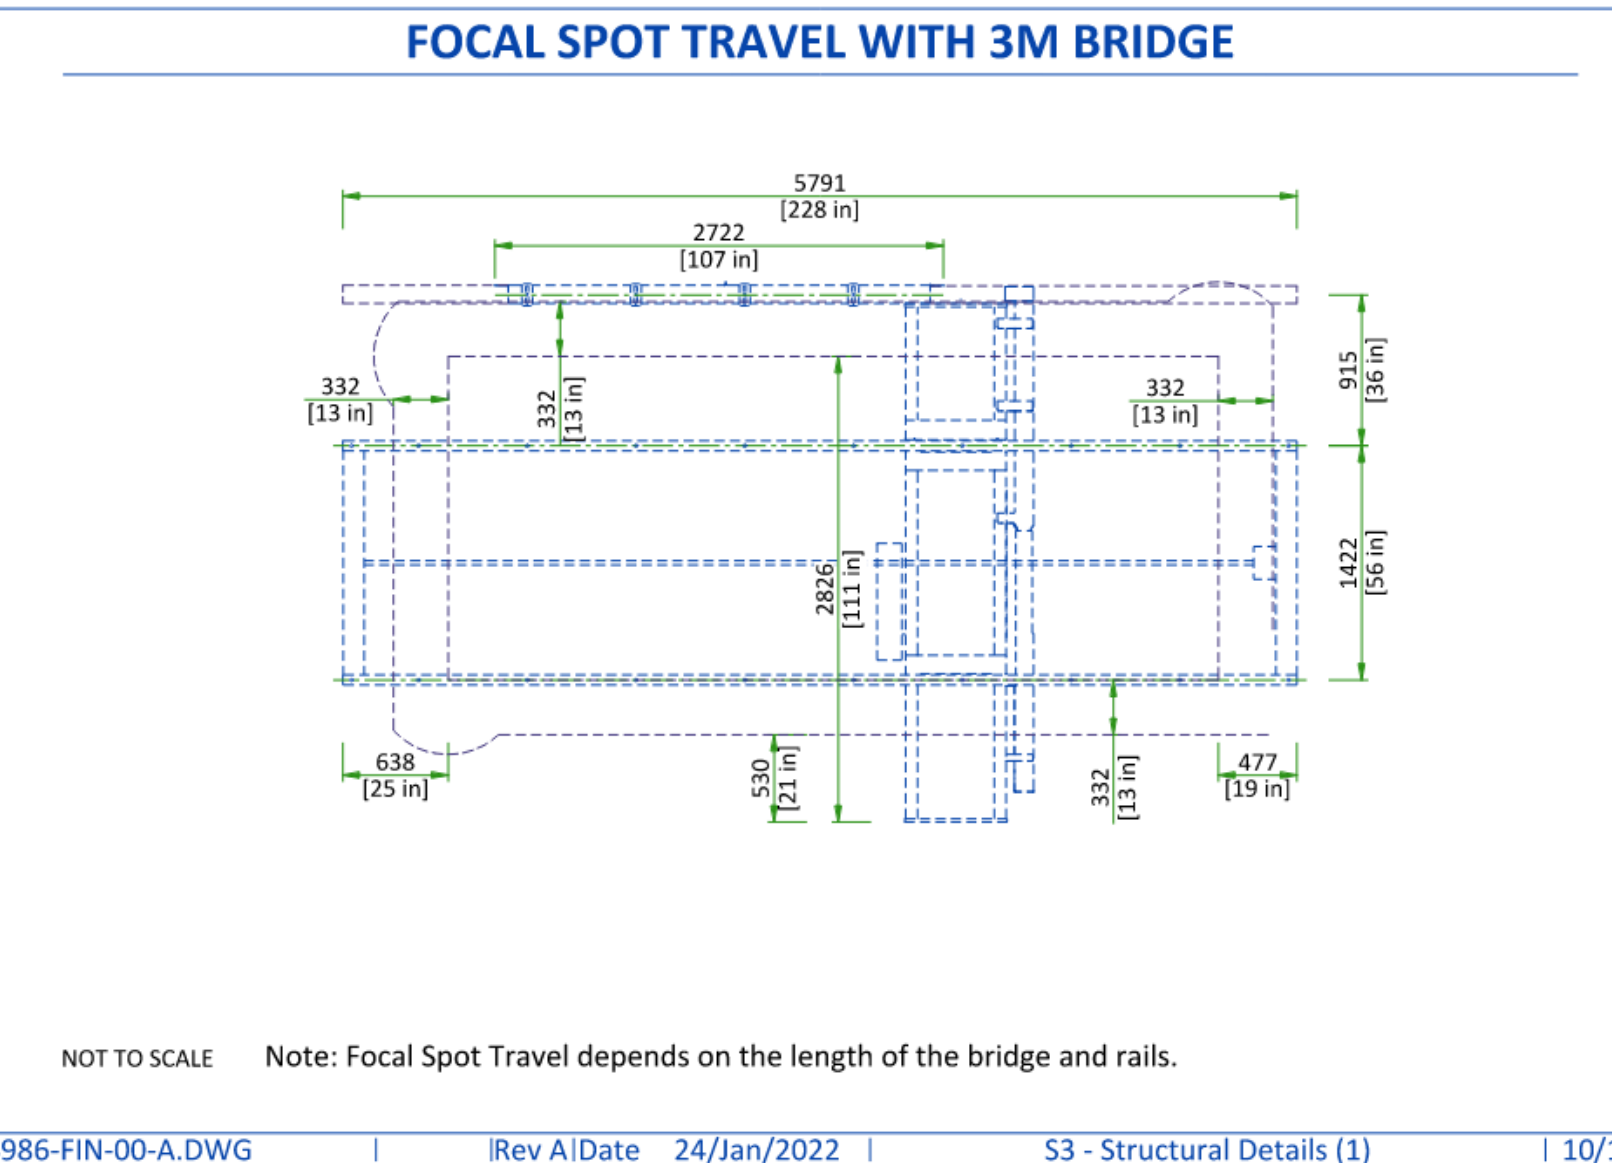 FOCAL SPOT TRAVEL WITH 3M BRIDGE
5791
[228 in]
2722
[107 in]
332
[13 in]
332
[13 in]
332
[13 in]
915
[36 in]
2826
[111 in]
1422
[56 in]
638
[25 in]
530
[21 in]
332
[13 in]
477
[19 in]
NOT TO SCALE Note: Focal Spot Travel depends on the length of the bridge and rails.
986-FIN-00-A.DWG | |Rev A|Date 24/Jan/2022 | S3 - Structural Details (1) | 10/